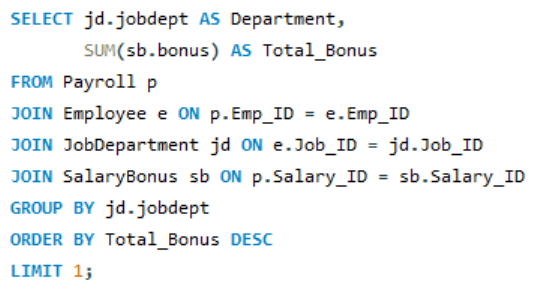 SELECT jd.jobdept AS Department,
       SUM(sb.bonus) AS Total_Bonus
FROM Payroll p
JOIN Employee e ON p.Emp_ID = e.Emp_ID
JOIN JobDepartment jd ON e.Job_ID = jd.Job_ID
JOIN SalaryBonus sb ON p.Salary_ID = sb.Salary_ID
GROUP BY jd.jobdept
ORDER BY Total_Bonus DESC
LIMIT 1;